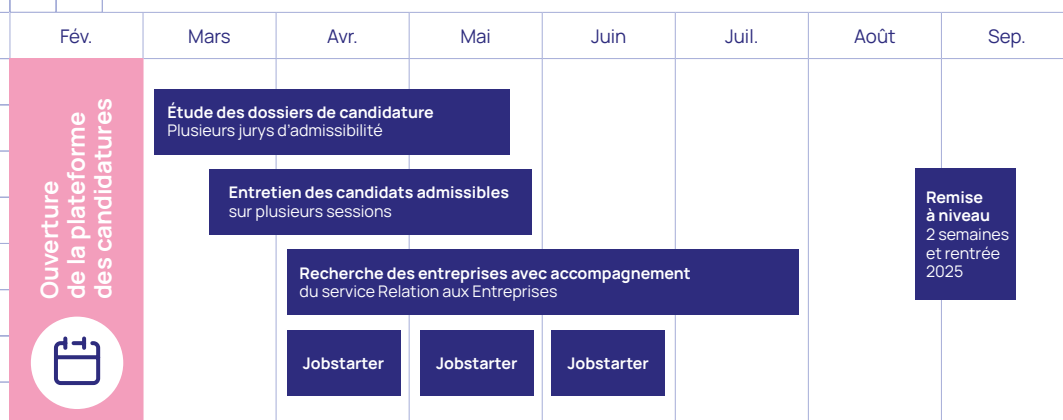 Fév.
Mars
Avr.
Mai
Juin
Juil.
Août
Sep.
Ouverture
de la plateforme
des candidatures
Étude des dossiers de candidature
Plusieurs jurys d'admissibilité
Entretien des candidats admissibles
sur plusieurs sessions
Recherche des entreprises avec accompagnement
du service Relation aux Entreprises
Jobstarter
Jobstarter
Jobstarter
Remise
à niveau
2 semaines
et rentrée
2025